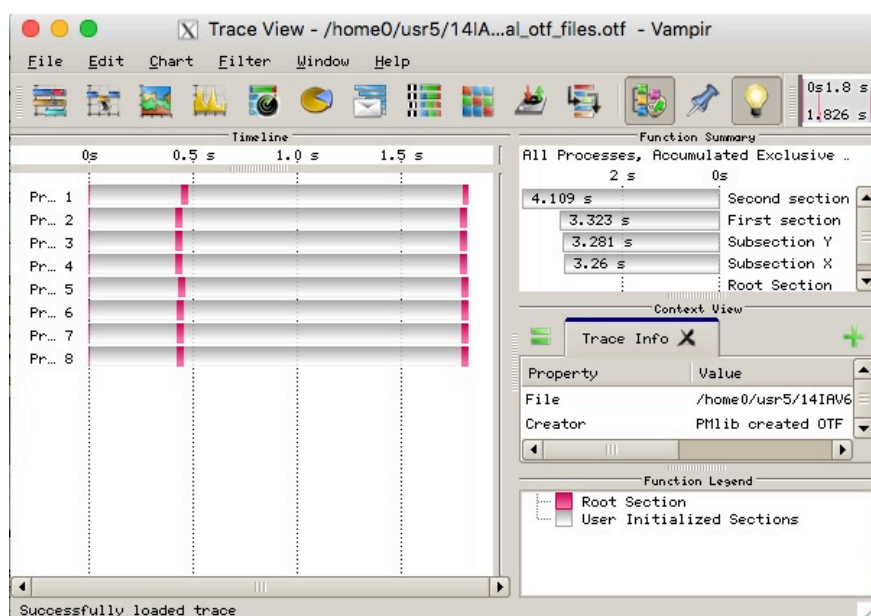 Trace View - /home0/usr5/14IA...al_otf_files.otf - Vampir
File Edit Chart Filter Window Help
0s1.8 s
1.826 s
Timeline
0s 0.5 s 1.0 s 1.5 s
Pr… 1
Pr… 2
Pr… 3
Pr… 4
Pr… 5
Pr… 6
Pr… 7
Pr… 8
Function Summary
All Processes, Accumulated Exclusive ..
2 s 0s
4.109 s Second section
3.323 s First section
3.281 s Subsection Y
3.26 s Subsection X
Root Section
Context View
Trace Info
Property Value
File /home0/usr5/14IAV6
Creator PMlib created OTF
Function Legend
Root Section
User Initialized Sections
Successfully loaded trace